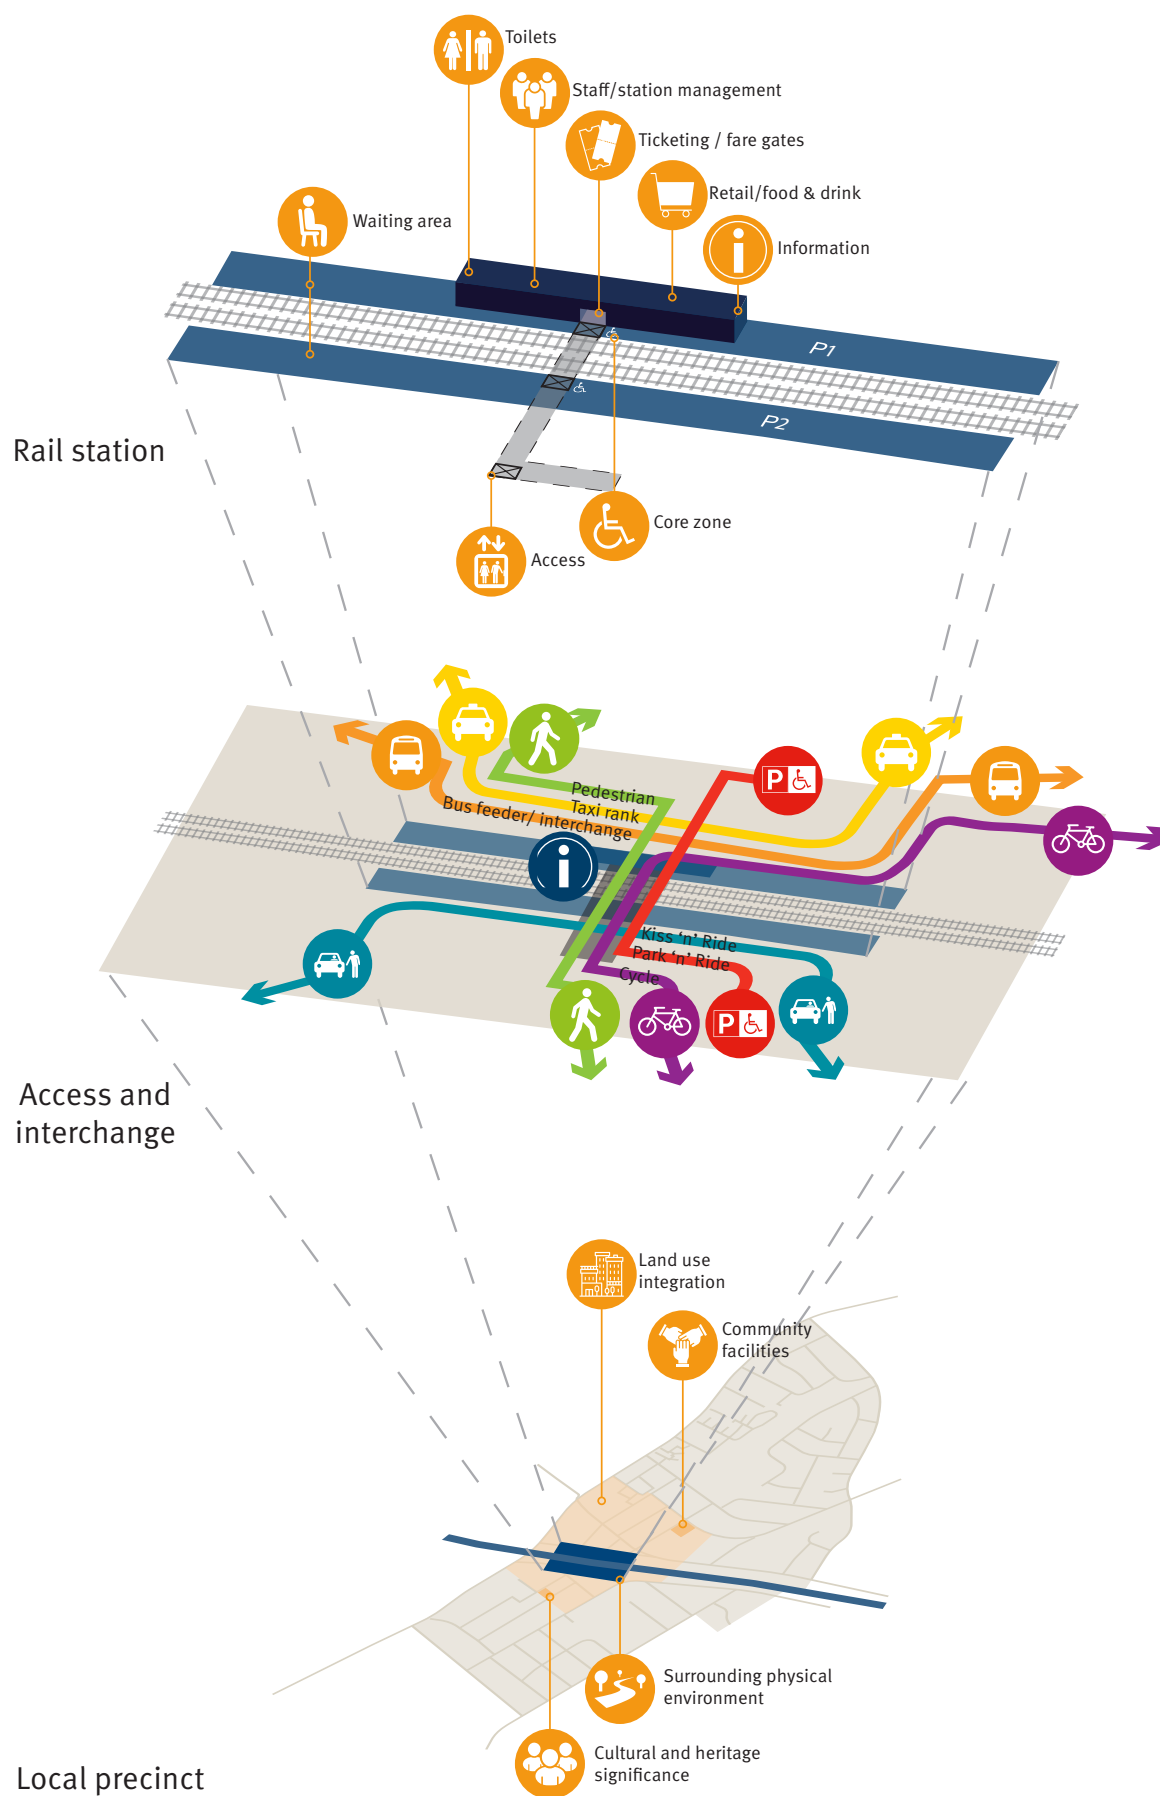 Toilets
Staff/station management
Ticketing / fare gates
Retail/food & drink
Waiting area
Information
P1
P2
Rail station
Core zone
Access
Pedestrian
Taxi rank
Bus feeder/ interchange
P
Kiss ‘n’ Ride
Park ‘n’ Ride
Cycle
P
Access and
interchange
Land use
integration
Community
facilities
Surrounding physical
environment
Cultural and heritage
significance
Local precinct